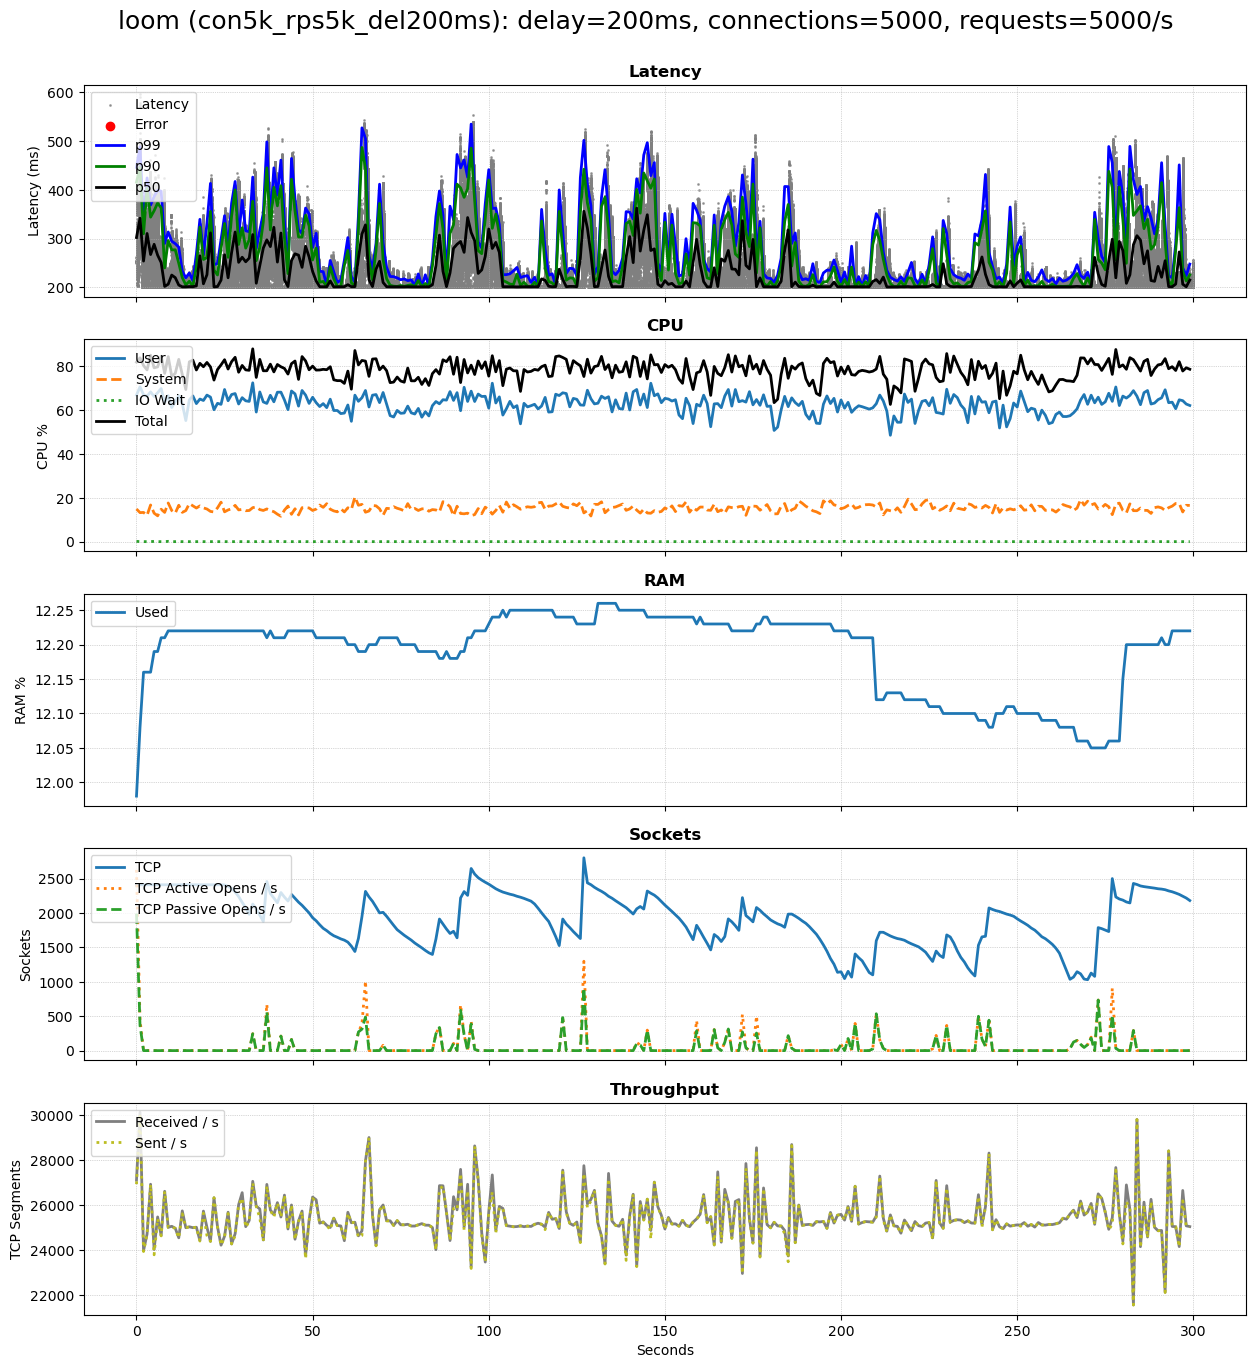 loom (con5k_rps5k_del200ms): delay=200ms, connections=5000, requests=5000/s
Latency
Latency (ms)
600
500
400
300
200
Latency
Error
p99
p90
p50
CPU
CPU %
80
60
40
20
0
User
System
IO Wait
Total
RAM
RAM %
12.25
12.20
12.15
12.10
12.05
12.00
Used
Sockets
Sockets
2500
2000
1500
1000
500
0
TCP
TCP Active Opens / s
TCP Passive Opens / s
Throughput
TCP Segments
30000
28000
26000
24000
22000
Received / s
Sent / s
0
50
100
150
200
250
300
Seconds